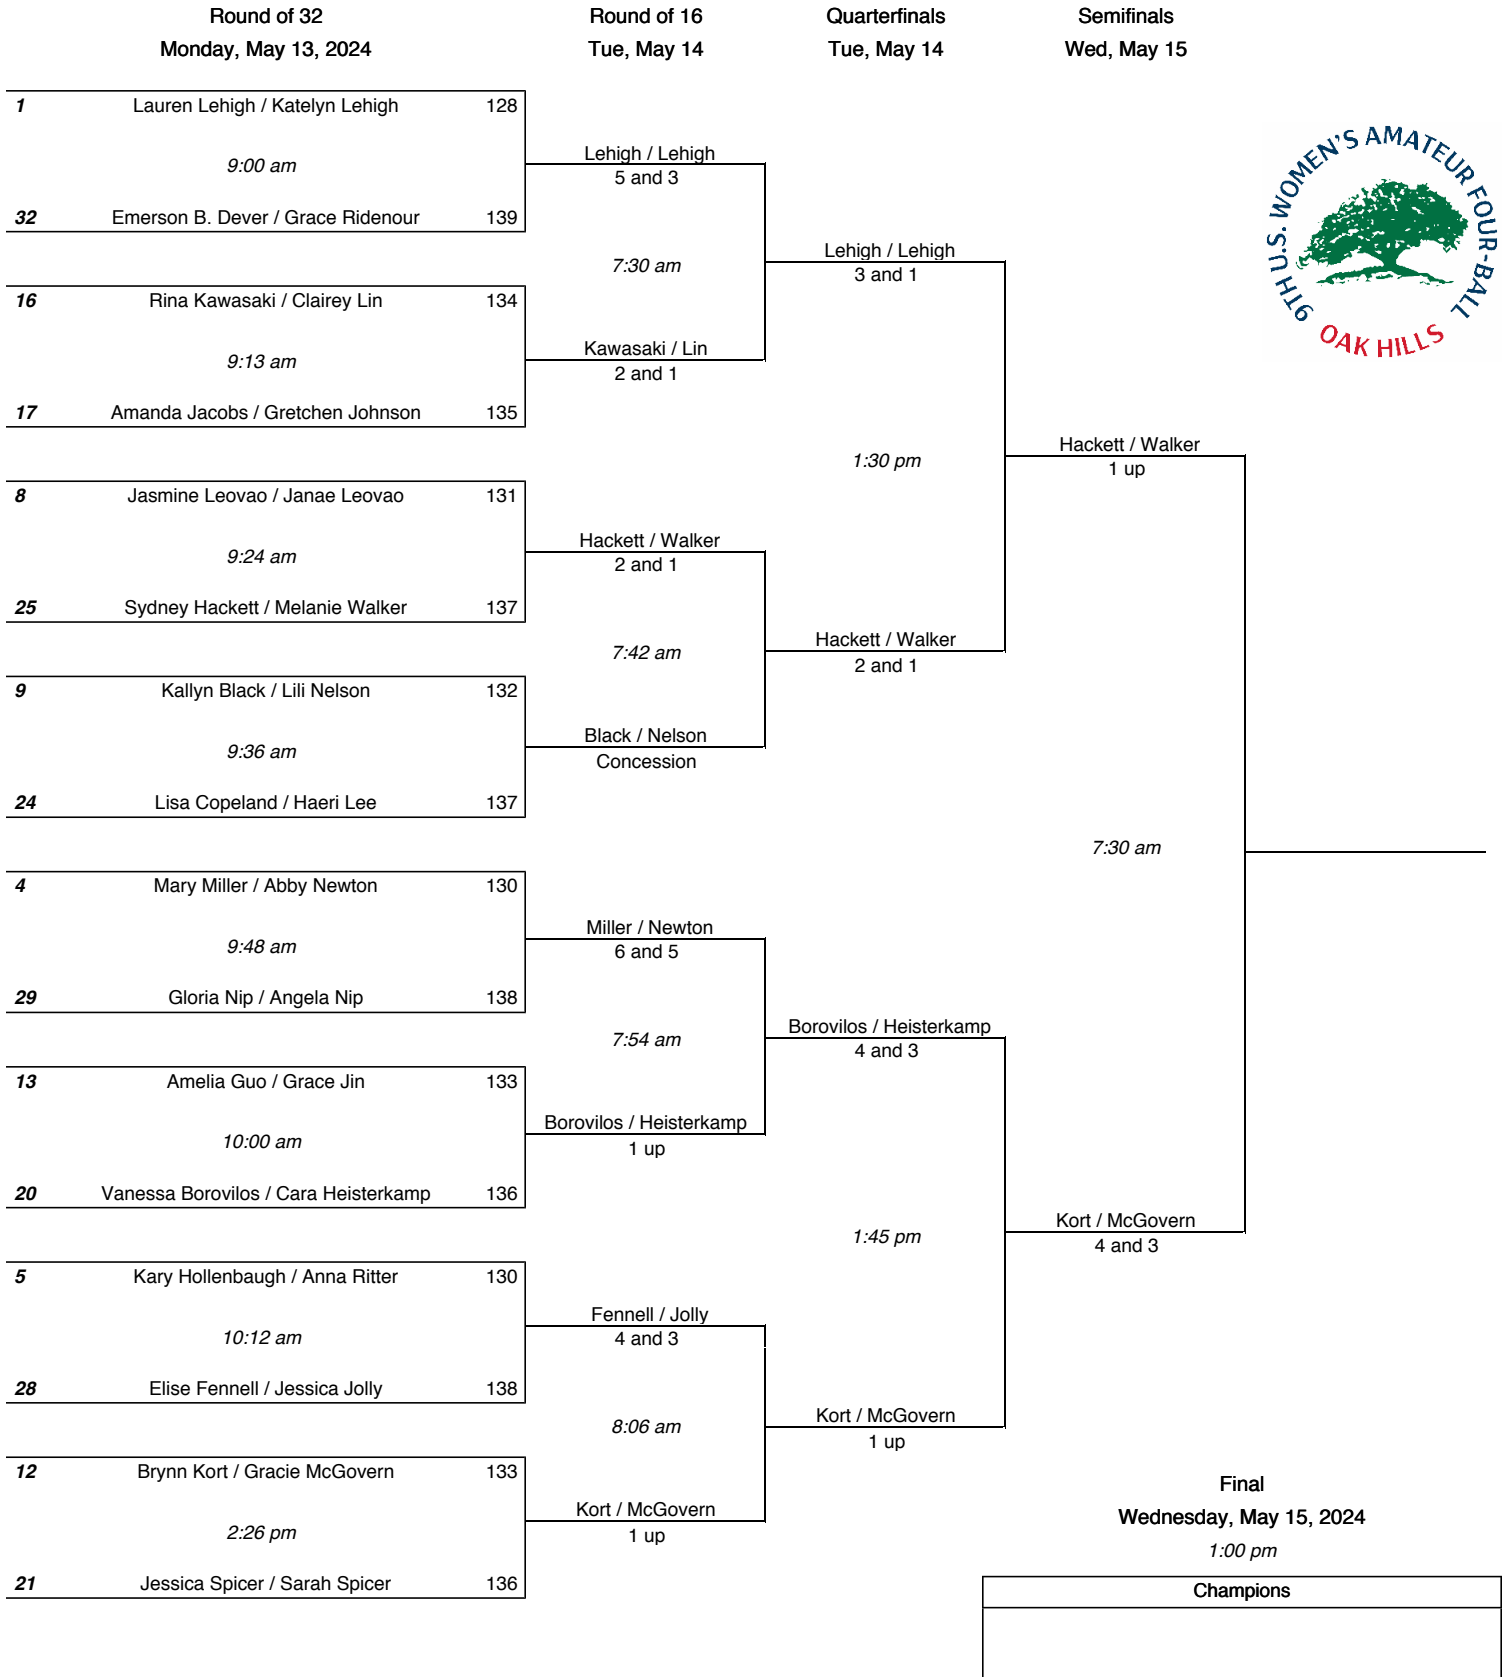 Round of 32
Monday, May 13, 2024
Round of 16
Tue, May 14
Quarterfinals
Tue, May 14
Semifinals
Wed, May 15
1 Lauren Lehigh / Katelyn Lehigh 128
9:00 am
32 Emerson B. Dever / Grace Ridenour 139
16 Rina Kawasaki / Clairey Lin 134
9:13 am
17 Amanda Jacobs / Gretchen Johnson 135
8 Jasmine Leovao / Janae Leovao 131
9:24 am
25 Sydney Hackett / Melanie Walker 137
9 Kallyn Black / Lili Nelson 132
9:36 am
24 Lisa Copeland / Haeri Lee 137
4 Mary Miller / Abby Newton 130
9:48 am
29 Gloria Nip / Angela Nip 138
13 Amelia Guo / Grace Jin 133
10:00 am
20 Vanessa Borovilos / Cara Heisterkamp 136
5 Kary Hollenbaugh / Anna Ritter 130
10:12 am
28 Elise Fennell / Jessica Jolly 138
12 Brynn Kort / Gracie McGovern 133
2:26 pm
21 Jessica Spicer / Sarah Spicer 136
Lehigh / Lehigh
5 and 3
7:30 am
Kawasaki / Lin
2 and 1
Hackett / Walker
2 and 1
7:42 am
Black / Nelson
Concession
Miller / Newton
6 and 5
7:54 am
Borovilos / Heisterkamp
1 up
Fennell / Jolly
4 and 3
8:06 am
Kort / McGovern
1 up
Lehigh / Lehigh
3 and 1
1:30 pm
Hackett / Walker
2 and 1
Borovilos / Heisterkamp
4 and 3
1:45 pm
Kort / McGovern
1 up
Hackett / Walker
1 up
7:30 am
Kort / McGovern
4 and 3
9TH U.S. WOMEN'S AMATEUR FOUR-BALL
OAK HILLS
Final
Wednesday, May 15, 2024
1:00 pm
Champions